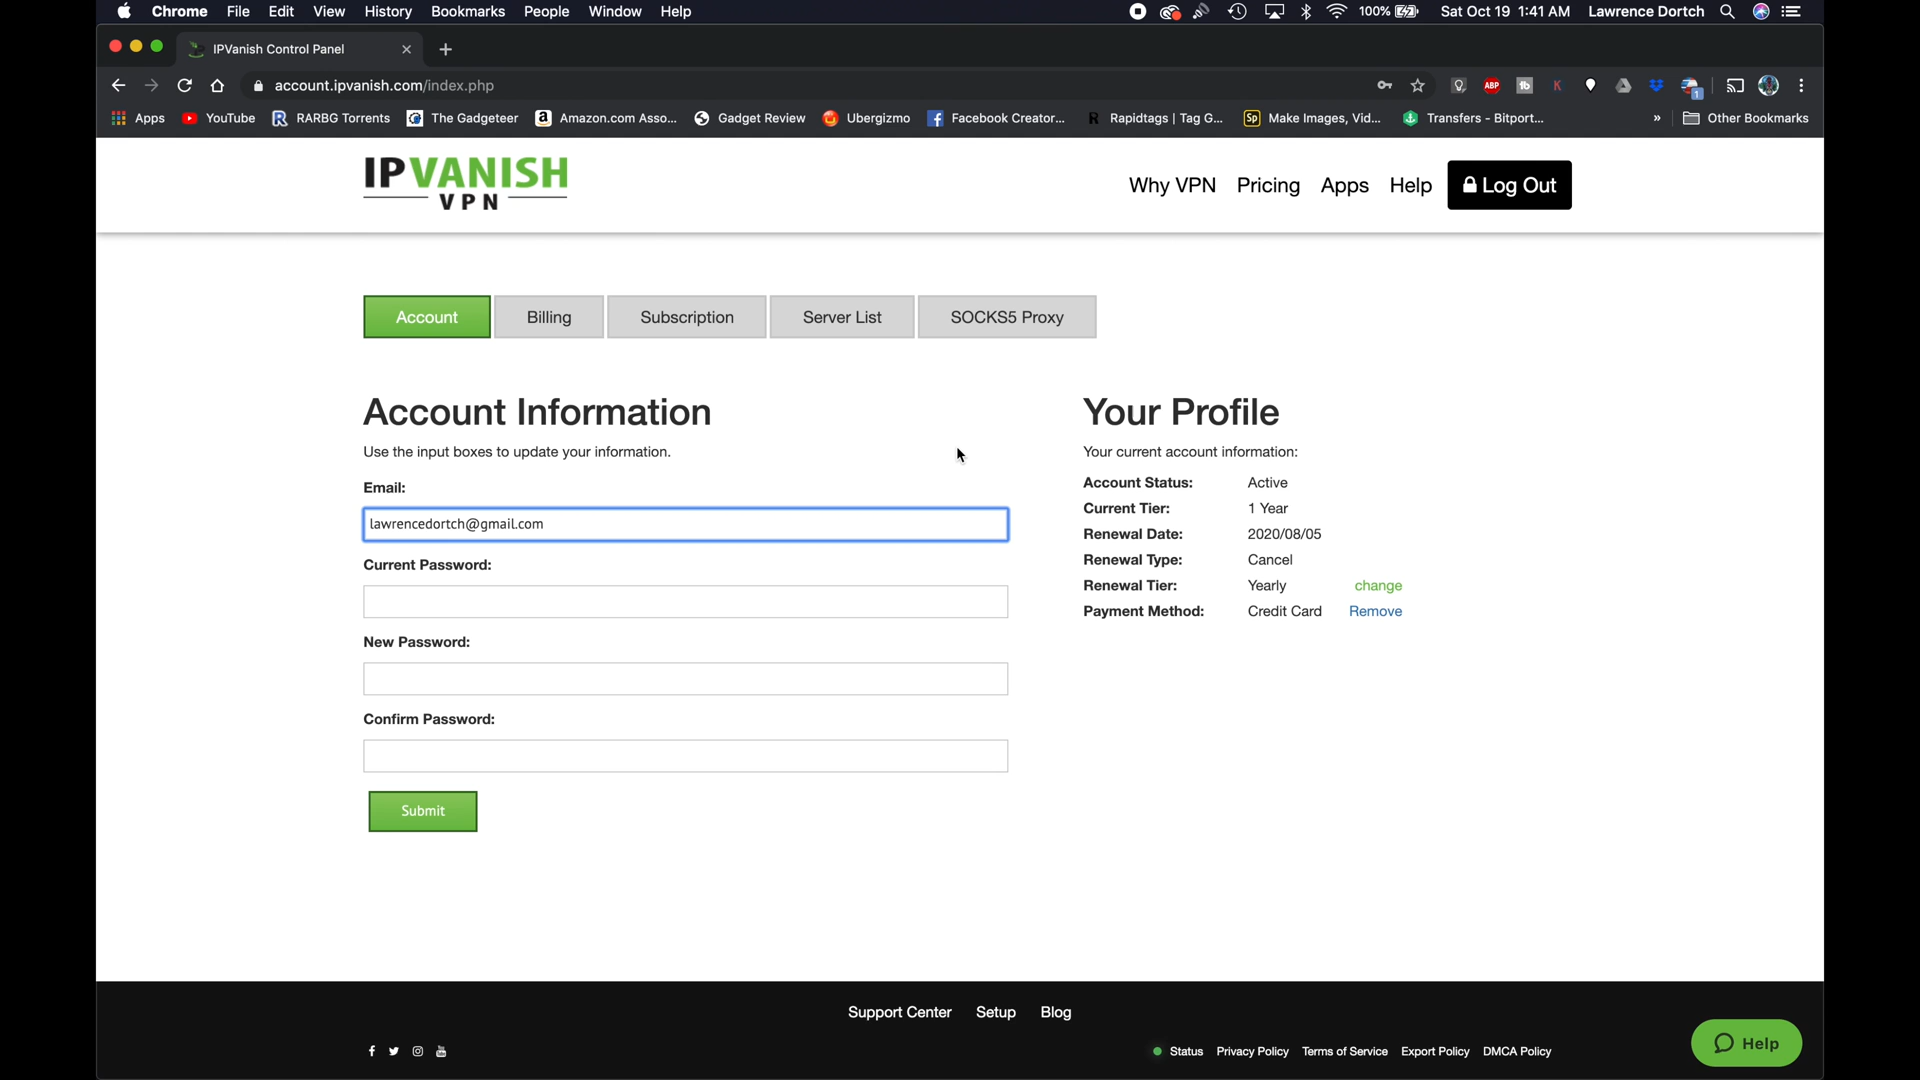 Chrome File Edit View History Bookmarks People Window Help 100% Sat Oct 19 1:41 AM Lawrence Dortch
IPVanish Control Panel
account.ipvanish.com/index.php ABP tb K 1
Apps YouTube R RARBG Torrents The Gadgeteer a Amazon.com Asso... Gadget Review Ubergizmo Facebook Creator... R Rapidtags | Tag G... Sp Make Images, Vid... Transfers - Bitport... » Other Bookmarks
IPVANISH
VPN
Why VPN Pricing Apps Help Log Out
Account Billing Subscription Server List SOCKS5 Proxy
Account Information
Use the input boxes to update your information.
Email:
lawrencedortch@gmail.com
Current Password:
New Password:
Confirm Password:
Submit
Your Profile
Your current account information:
Account Status: Active
Current Tier: 1 Year
Renewal Date: 2020/08/05
Renewal Type: Cancel
Renewal Tier: Yearly change
Payment Method: Credit Card Remove
Support Center Setup Blog
Status Privacy Policy Terms of Service Export Policy DMCA Policy
Help